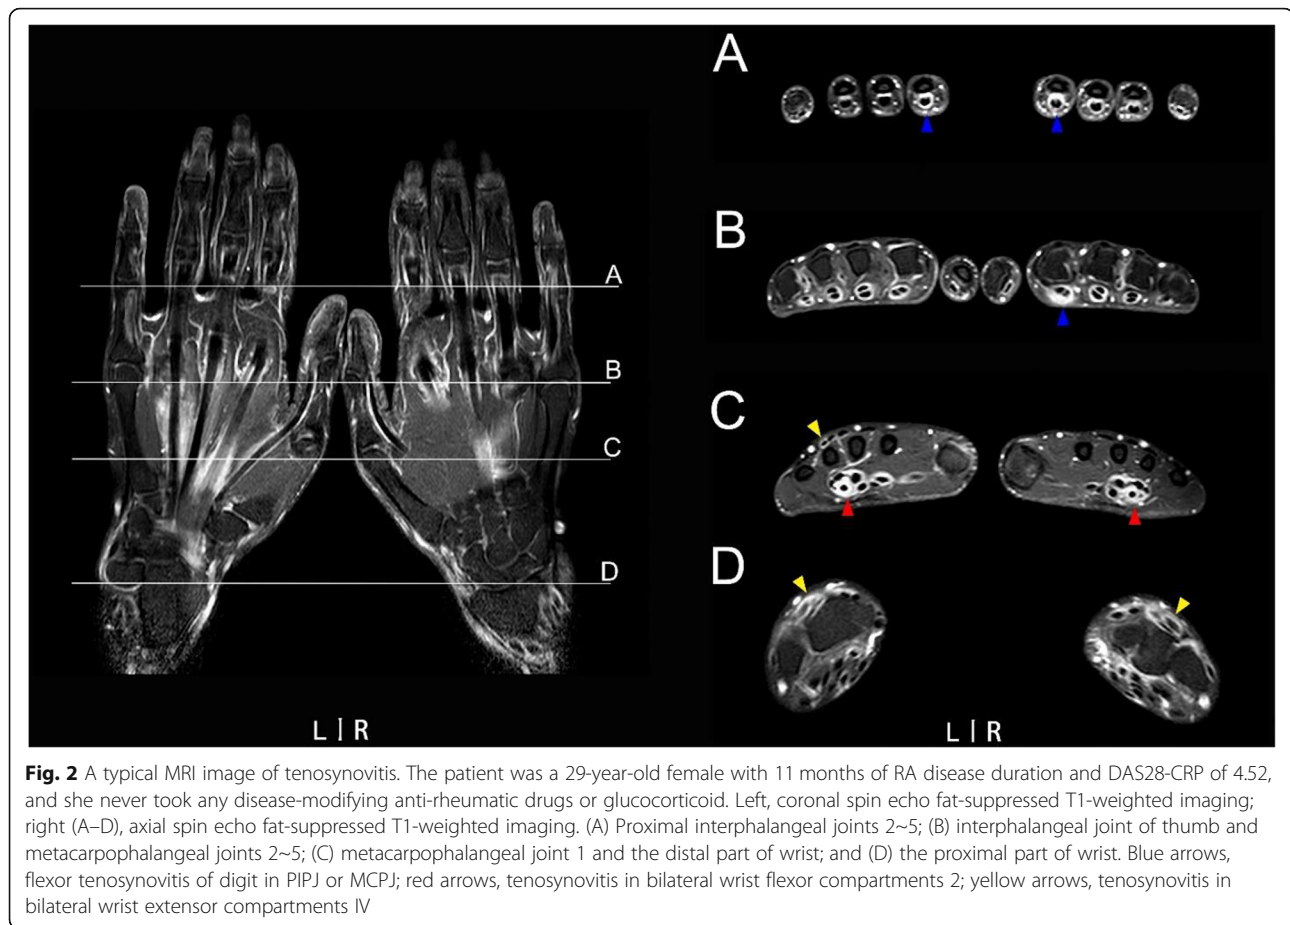 A
B
C
D
L | R
A
B
C
D
L | R
Fig. 2 A typical MRI image of tenosynovitis. The patient was a 29-year-old female with 11 months of RA disease duration and DAS28-CRP of 4.52,
and she never took any disease-modifying anti-rheumatic drugs or glucocorticoid. Left, coronal spin echo fat-suppressed T1-weighted imaging;
right (A–D), axial spin echo fat-suppressed T1-weighted imaging. (A) Proximal interphalangeal joints 2~5; (B) interphalangeal joint of thumb and
metacarpophalangeal joints 2~5; (C) metacarpophalangeal joint 1 and the distal part of wrist; and (D) the proximal part of wrist. Blue arrows,
flexor tenosynovitis of digit in PIPJ or MCPJ; red arrows, tenosynovitis in bilateral wrist flexor compartments 2; yellow arrows, tenosynovitis in
bilateral wrist extensor compartments IV